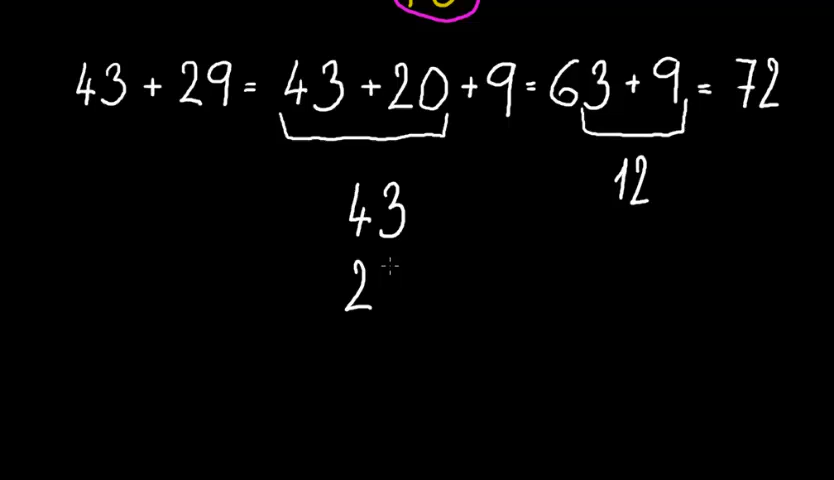 43 + 29 = 43 + 20 + 9 = 63 + 9 = 72
12
43
2